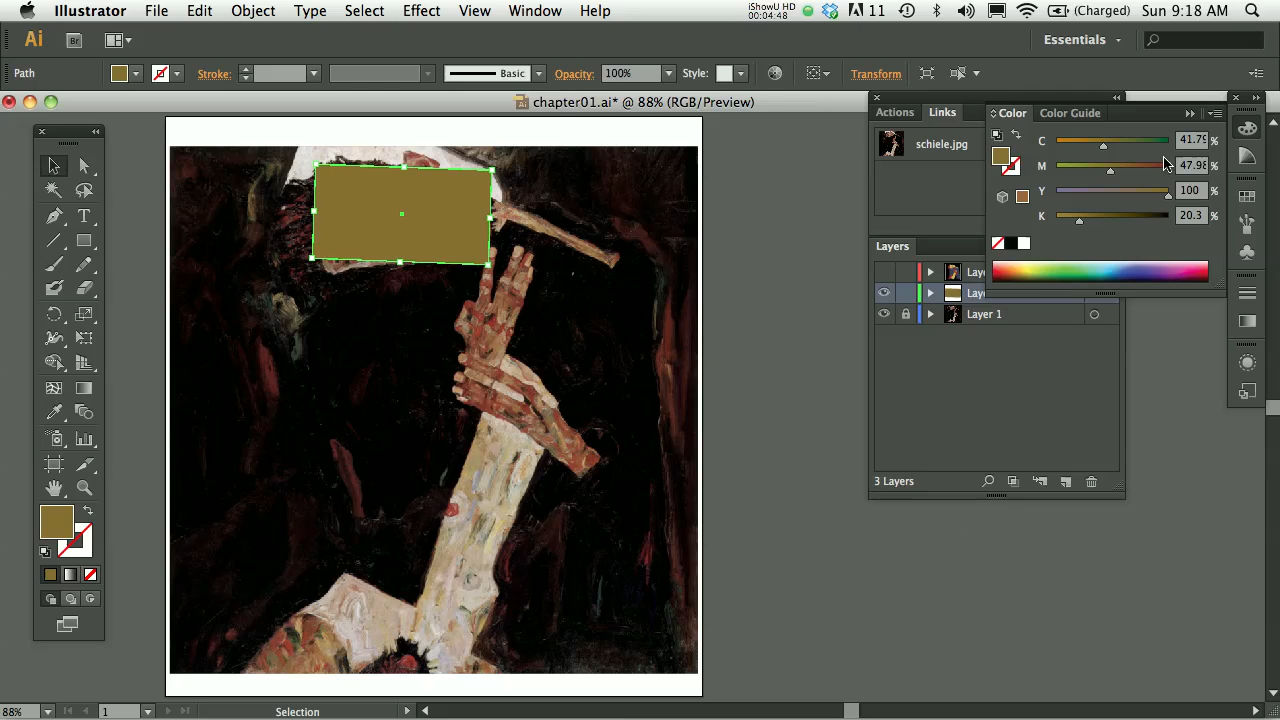 Illustrator File Edit Object Type Select Effect View Window Help iShowU HD 00:04:48 11 (Charged) Sun 9:18 AM
Ai Br Essentials
Path Stroke: Basic Opacity: 100% Style: Transform
chapter01.ai* @ 88% (RGB/Preview)
Actions Links Color Color Guide
schiele.jpg
C 41.79 %
M 47.98 %
Y 100 %
K 20.3 %
Layers
Layer 1
3 Layers
88% 1 Selection